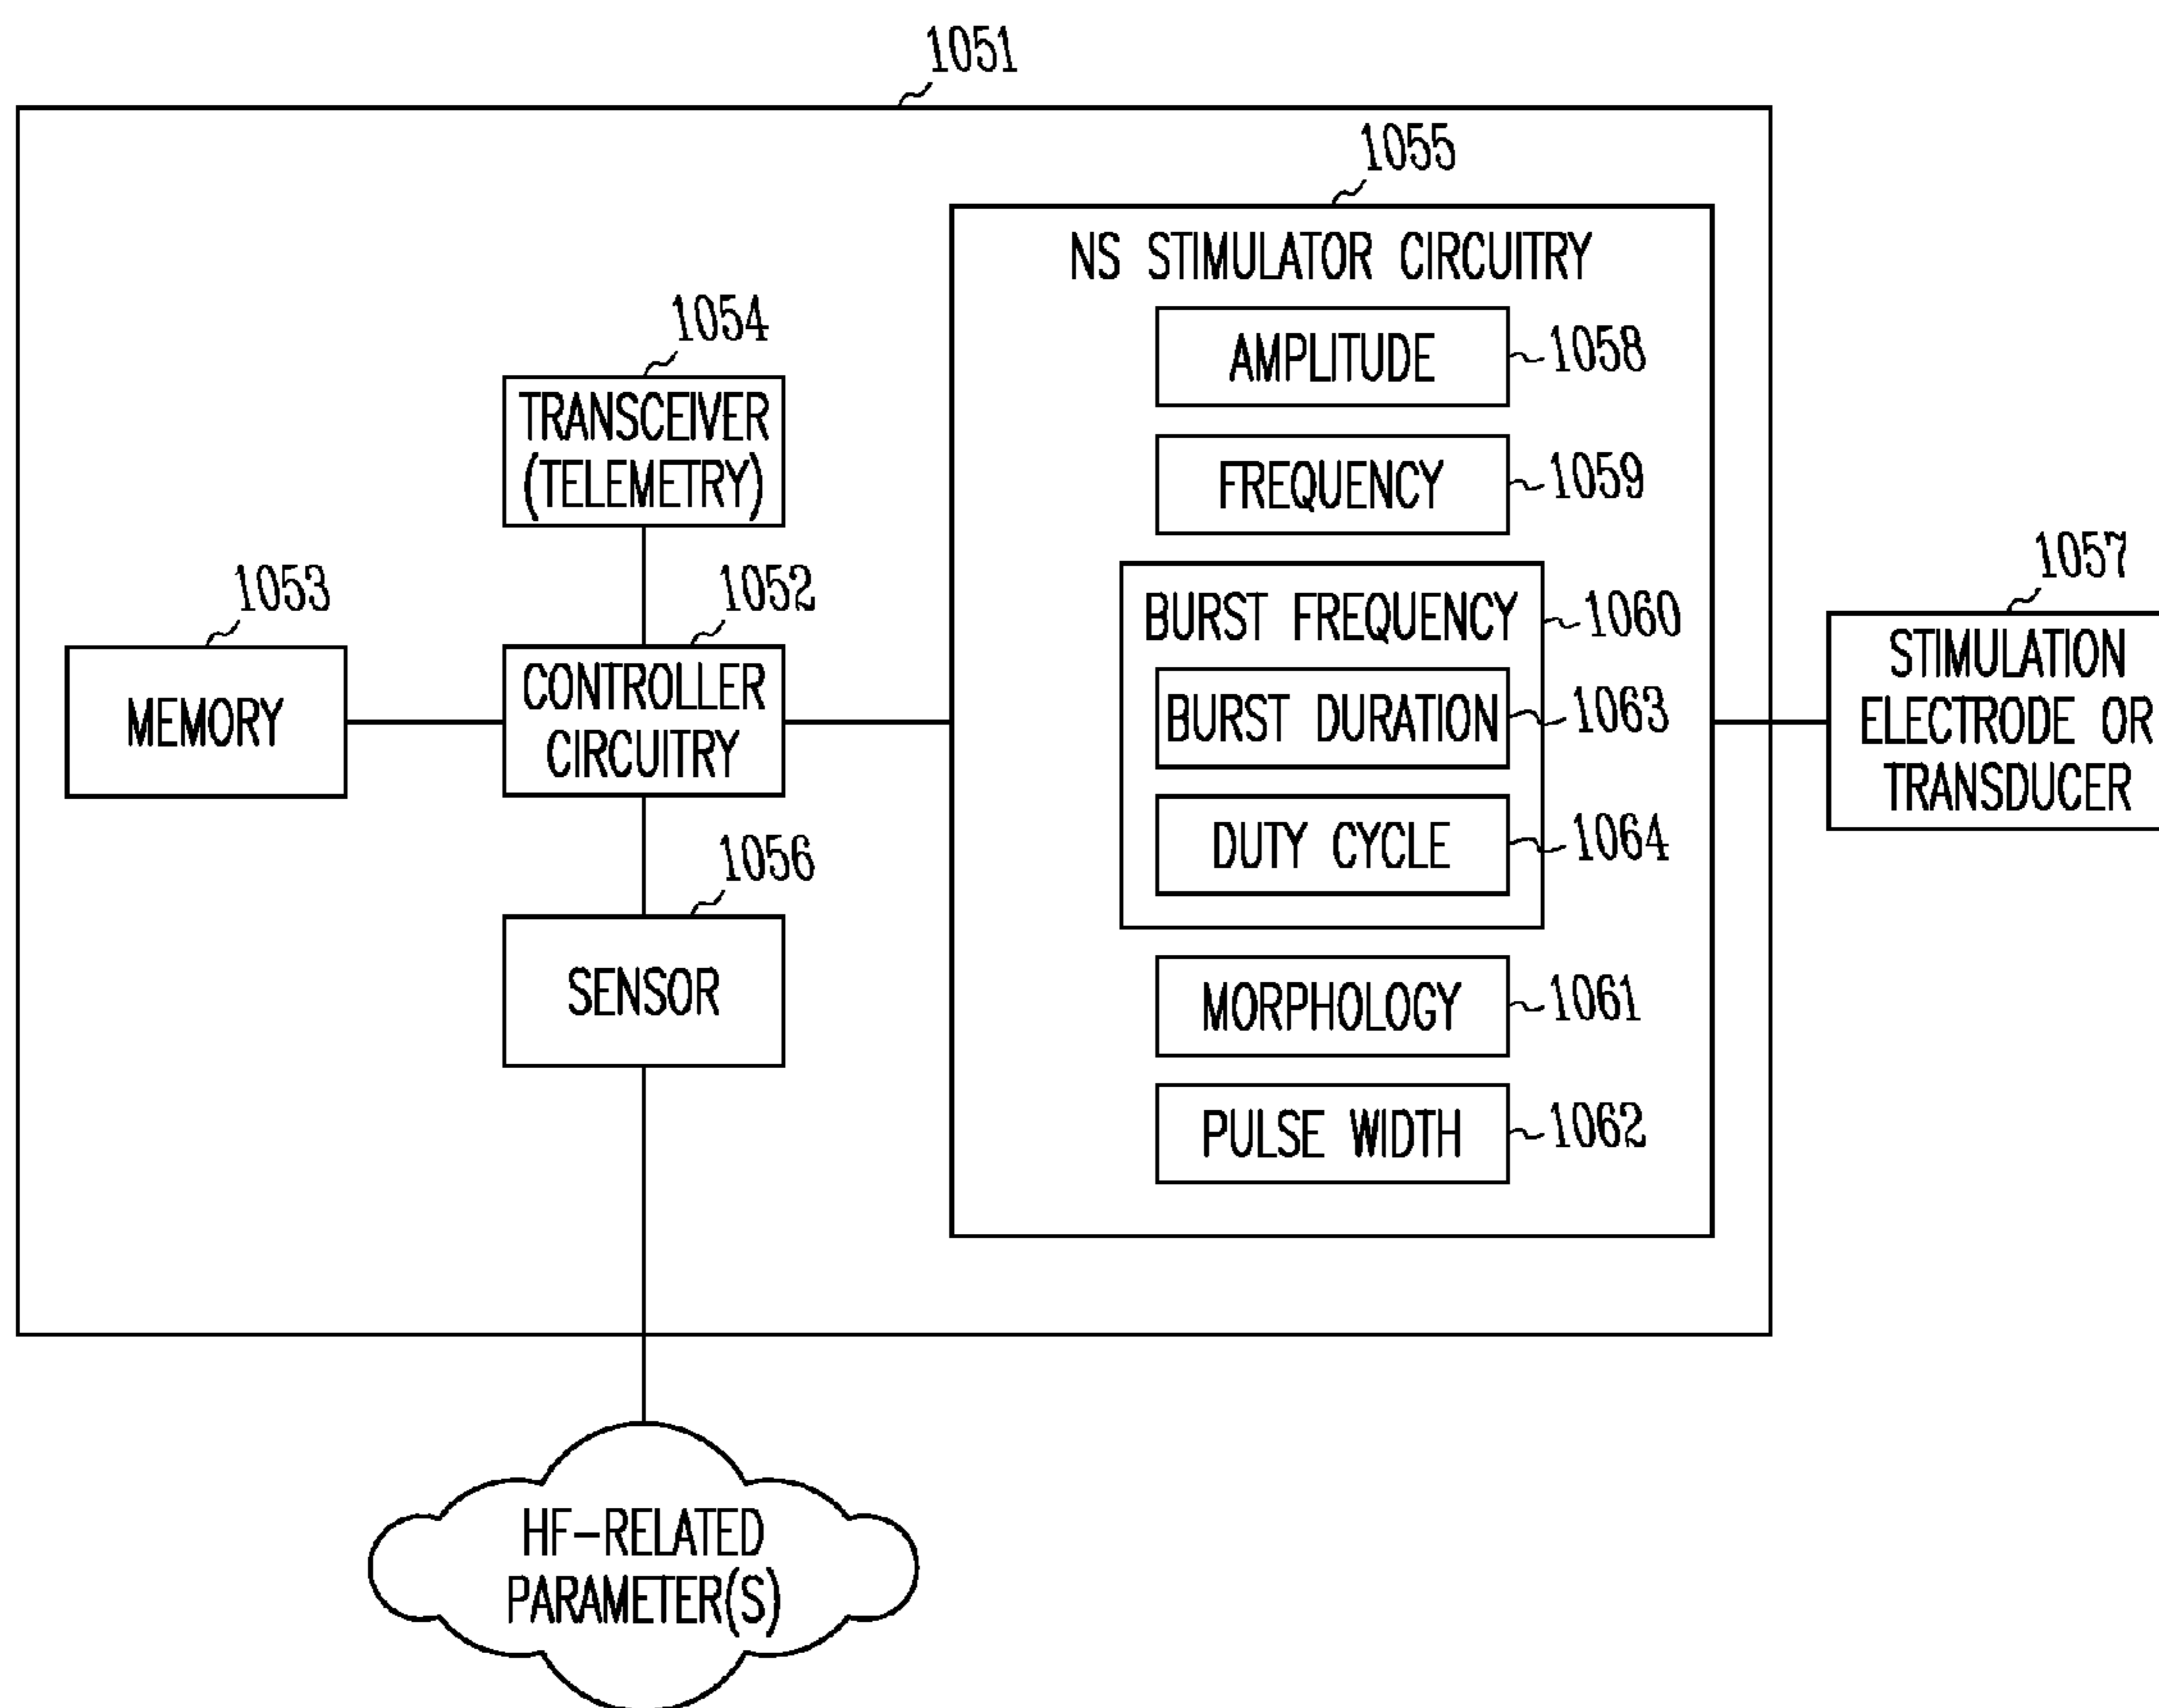 1051
1055
NS STIMULATOR CIRCUITRY
AMPLITUDE
1058
FREQUENCY
1059
BURST FREQUENCY
1060
BURST DURATION
1063
DUTY CYCLE
1064
MORPHOLOGY
1061
PULSE WIDTH
1062
1054
TRANSCEIVER
(TELEMETRY)
1053
MEMORY
1052
CONTROLLER
CIRCUITRY
1056
SENSOR
1057
STIMULATION
ELECTRODE OR
TRANSDUCER
HF-RELATED
PARAMETER(S)